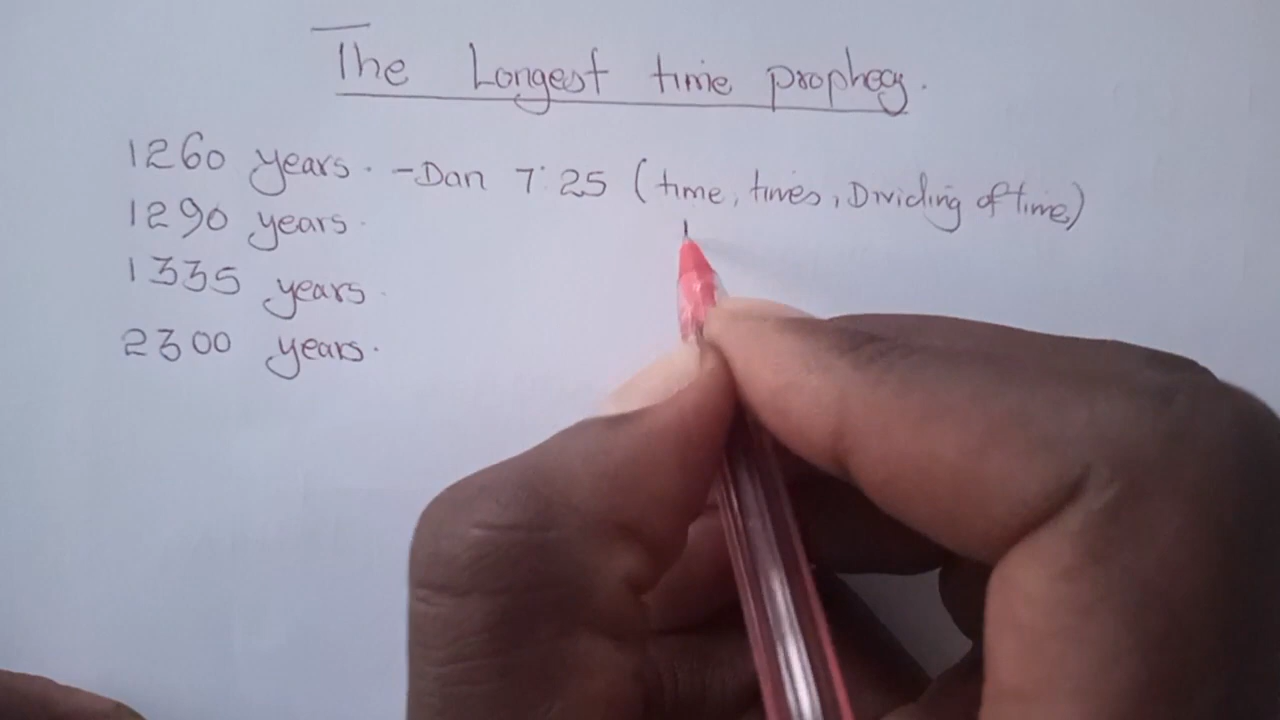 The Longest time prophecy.
1260 years. -Dan 7:25 (time, times, Dividing of time)
1290 years.
1335 years.
2300 years.